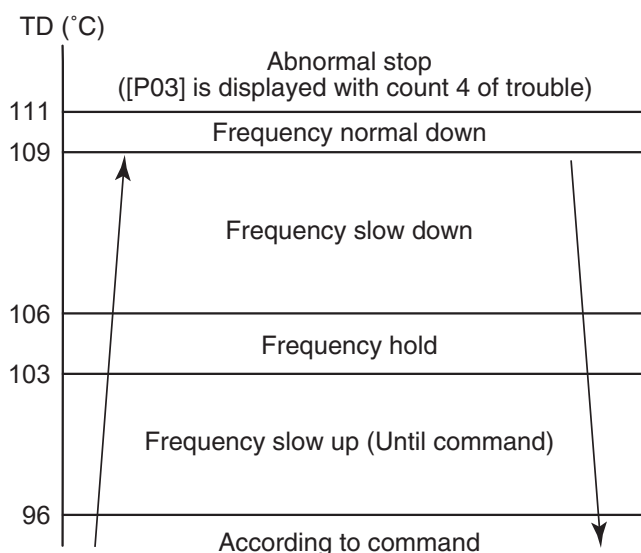 TD (˚C)
Abnormal stop
([P03] is displayed with count 4 of trouble)
111
Frequency normal down
109
Frequency slow down
106
Frequency hold
103
Frequency slow up (Until command)
96
According to command